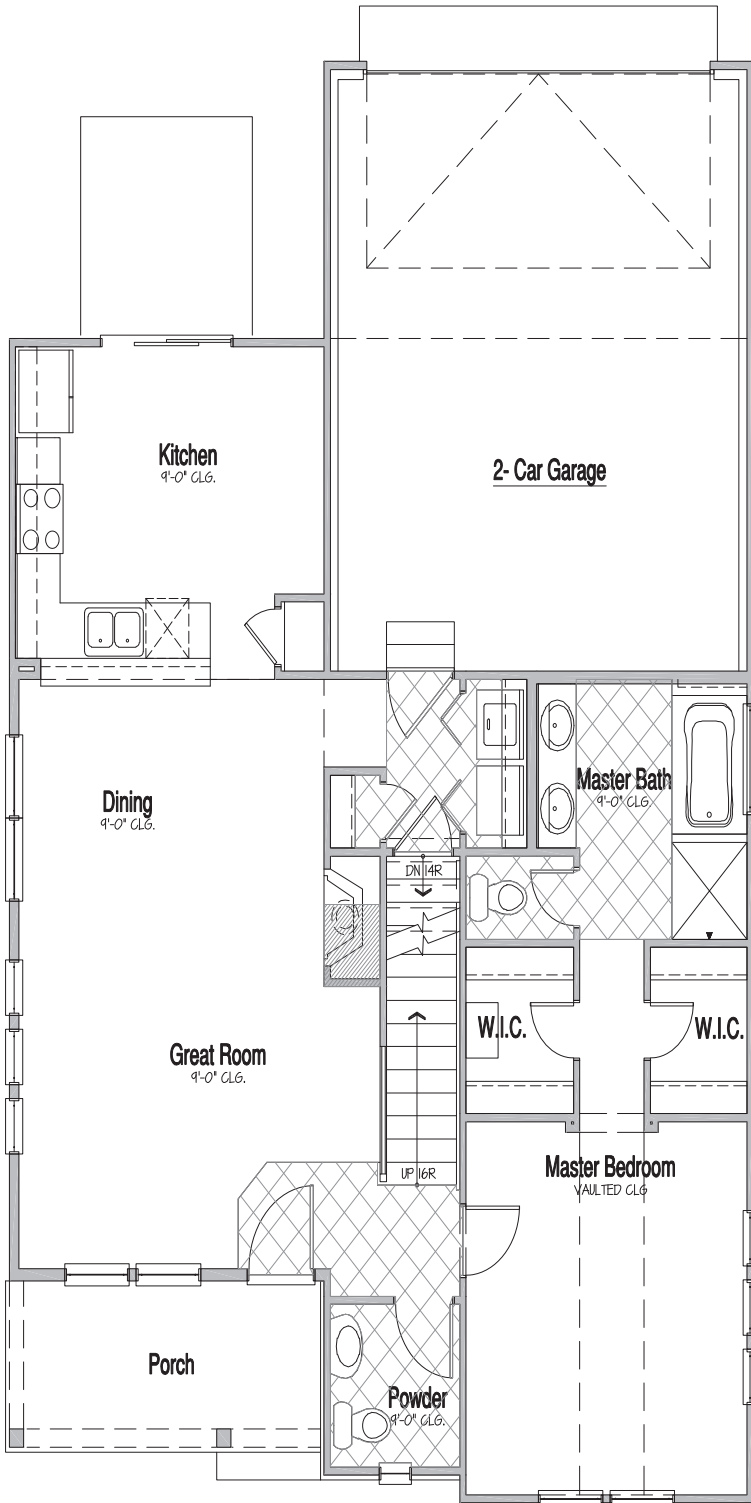 Kitchen
9'-0" CLG.
2- Car Garage
Dining
9'-0" CLG.
Master Bath
9'-0" CLG
DN 14R
Great Room
9'-0" CLG.
W.I.C.
W.I.C.
UP 16R
Master Bedroom
VAULTED CLG
Porch
Powder
9'-0" CLG.